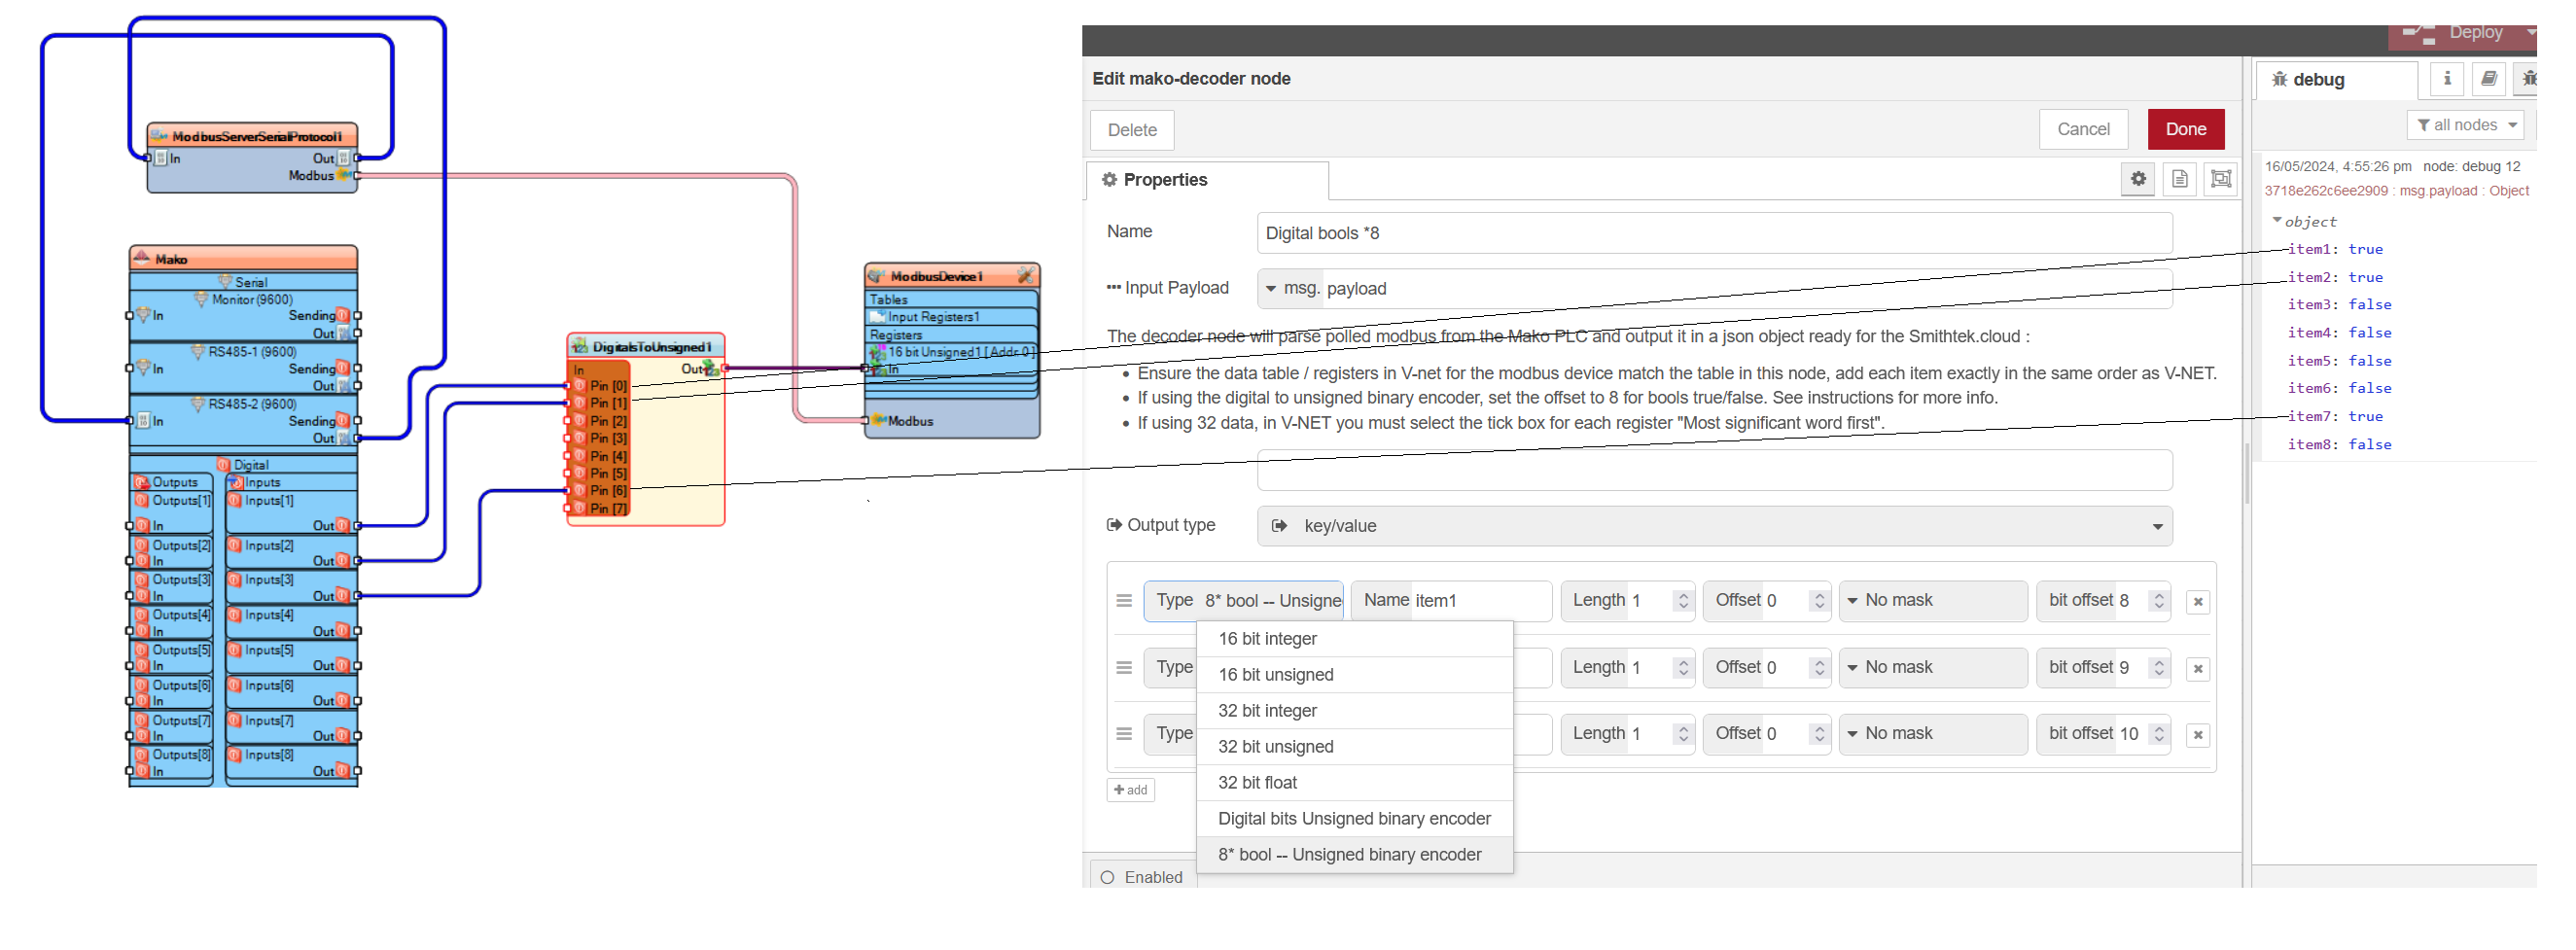 ModbusServerSerialProtocol1
In
Out
Modbus
Mako
Serial
Monitor (9600)
In
Sending
Out
RS485-1 (9600)
In
Sending
Out
RS485-2 (9600)
In
Sending
Out
Digital
Outputs
Inputs
Outputs[1]
Inputs[1]
In
Out
Outputs[2]
Inputs[2]
In
Out
Outputs[3]
Inputs[3]
In
Out
Outputs[4]
Inputs[4]
In
Out
Outputs[5]
Inputs[5]
In
Out
Outputs[6]
Inputs[6]
In
Out
Outputs[7]
Inputs[7]
In
Out
Outputs[8]
Inputs[8]
In
Out
DigitalsToUnsigned1
In
Out
Pin [0]
Pin [1]
Pin [2]
Pin [3]
Pin [4]
Pin [5]
Pin [6]
Pin [7]
ModbusDevice1
Tables
Input Registers1
Registers
16 bit Unsigned1 [Addr 0]
In
Modbus
Deploy
Edit mako-decoder node
Delete
Cancel
Done
Properties
Name
Digital bools *8
Input Payload
msg. payload
The decoder node will parse polled modbus from the Mako PLC and output it in a json object ready for the Smithtek.cloud :
• Ensure the data table / registers in V-net for the modbus device match the table in this node, add each item exactly in the same order as V-NET.
• If using the digital to unsigned binary encoder, set the offset to 8 for bools true/false. See instructions for more info.
• If using 32 data, in V-NET you must select the tick box for each register "Most significant word first".
Output type
key/value
Type 8* bool -- Unsigne Name item1 Length 1 Offset 0 No mask bit offset 8
Type Length 1 Offset 0 No mask bit offset 9
Type Length 1 Offset 0 No mask bit offset 10
16 bit integer
16 bit unsigned
32 bit integer
32 bit unsigned
32 bit float
Digital bits Unsigned binary encoder
8* bool -- Unsigned binary encoder
add
Enabled
debug
i
all nodes
16/05/2024, 4:55:26 pm node: debug 12
3718e262c6ee2909 : msg.payload : Object
object
item1: true
item2: true
item3: false
item4: false
item5: false
item6: false
item7: true
item8: false